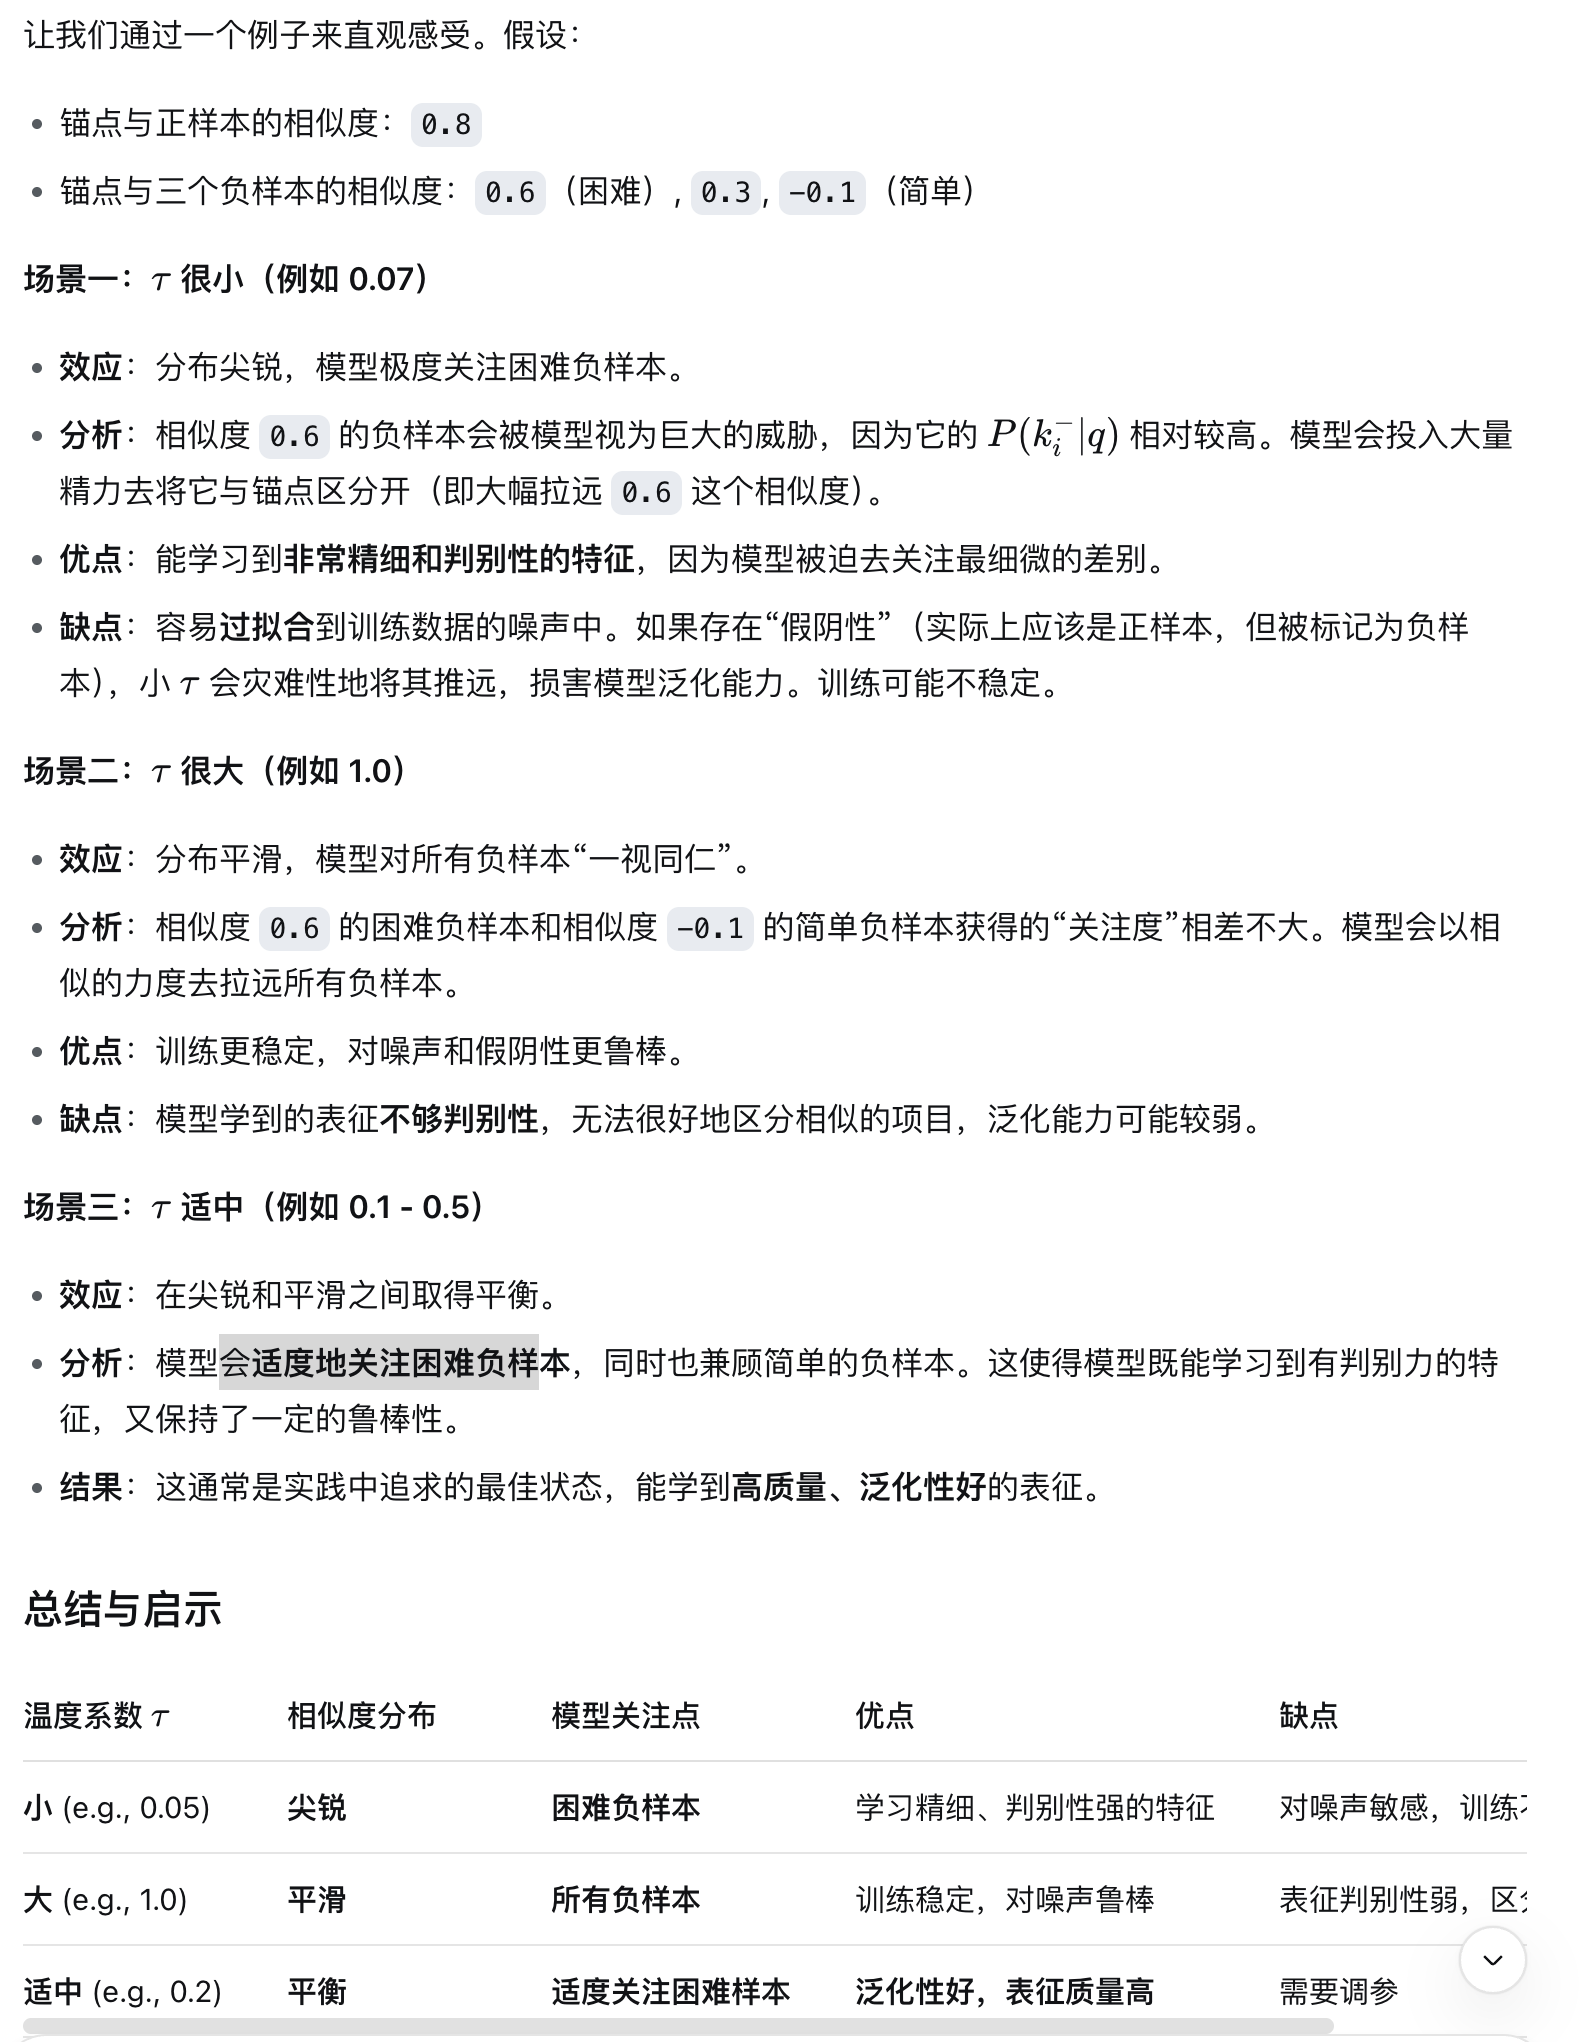 让我们通过一个例子来直观感受。假设：
锚点与正样本的相似度： 0.8
锚点与三个负样本的相似度： 0.6 （困难）, 0.3, -0.1 （简单）
场景一：τ 很小（例如 0.07）
效应：分布尖锐，模型极度关注困难负样本。
分析：相似度 0.6 的负样本会被模型视为巨大的威胁，因为它的 P(k_i^-|q) 相对较高。模型会投入大量
精力去将它与锚点区分开（即大幅拉远 0.6 这个相似度）。
优点：能学习到非常精细和判别性的特征，因为模型被迫去关注最细微的差别。
缺点：容易过拟合到训练数据的噪声中。如果存在“假阴性”（实际上应该是正样本，但被标记为负样
本），小 τ 会灾难性地将其推远，损害模型泛化能力。训练可能不稳定。
场景二：τ 很大（例如 1.0）
效应：分布平滑，模型对所有负样本“一视同仁”。
分析：相似度 0.6 的困难负样本和相似度 -0.1 的简单负样本获得的“关注度”相差不大。模型会以相
似的力度去拉远所有负样本。
优点：训练更稳定，对噪声和假阴性更鲁棒。
缺点：模型学到的表征不够判别性，无法很好地区分相似的项目，泛化能力可能较弱。
场景三：τ 适中（例如 0.1 - 0.5）
效应：在尖锐和平滑之间取得平衡。
分析：模型会适度地关注困难负样本，同时也兼顾简单的负样本。这使得模型既能学习到有判别力的特
征，又保持了一定的鲁棒性。
结果：这通常是实践中追求的最佳状态，能学到高质量、泛化性好的表征。
总结与启示
温度系数 τ 相似度分布 模型关注点 优点 缺点
小 (e.g., 0.05) 尖锐 困难负样本 学习精细、判别性强的特征 对噪声敏感，训练
大 (e.g., 1.0) 平滑 所有负样本 训练稳定，对噪声鲁棒 表征判别性弱，区
适中 (e.g., 0.2) 平衡 适度关注困难样本 泛化性好，表征质量高 需要调参